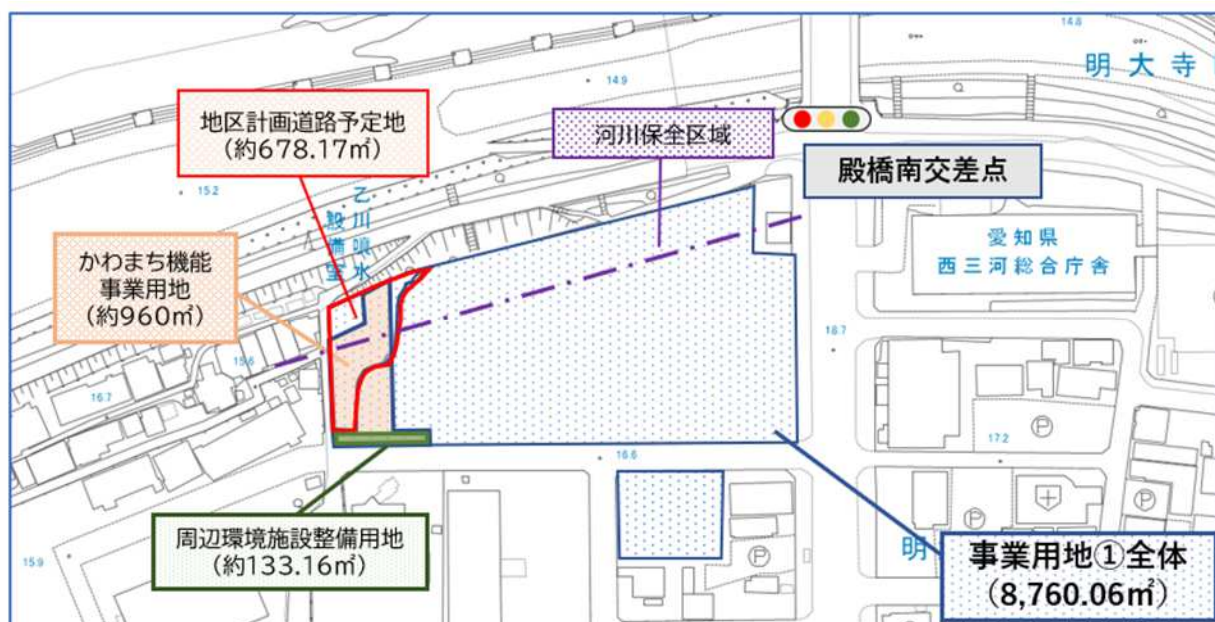 14.8
明大寺
14.9
地区計画道路予定地
(約678.17㎡)
河川保全区域
殿橋南交差点
15.2
乙川噴水
設備室
愛知県
西三河総合庁舎
かわまち機能
事業用地
(約960㎡)
18.7
15.6
16.7
P
17.2
16.6
周辺環境施設整備用地
(約133.16㎡)
P
P
P
明
15.9
事業用地①全体
(8,760.06㎡)